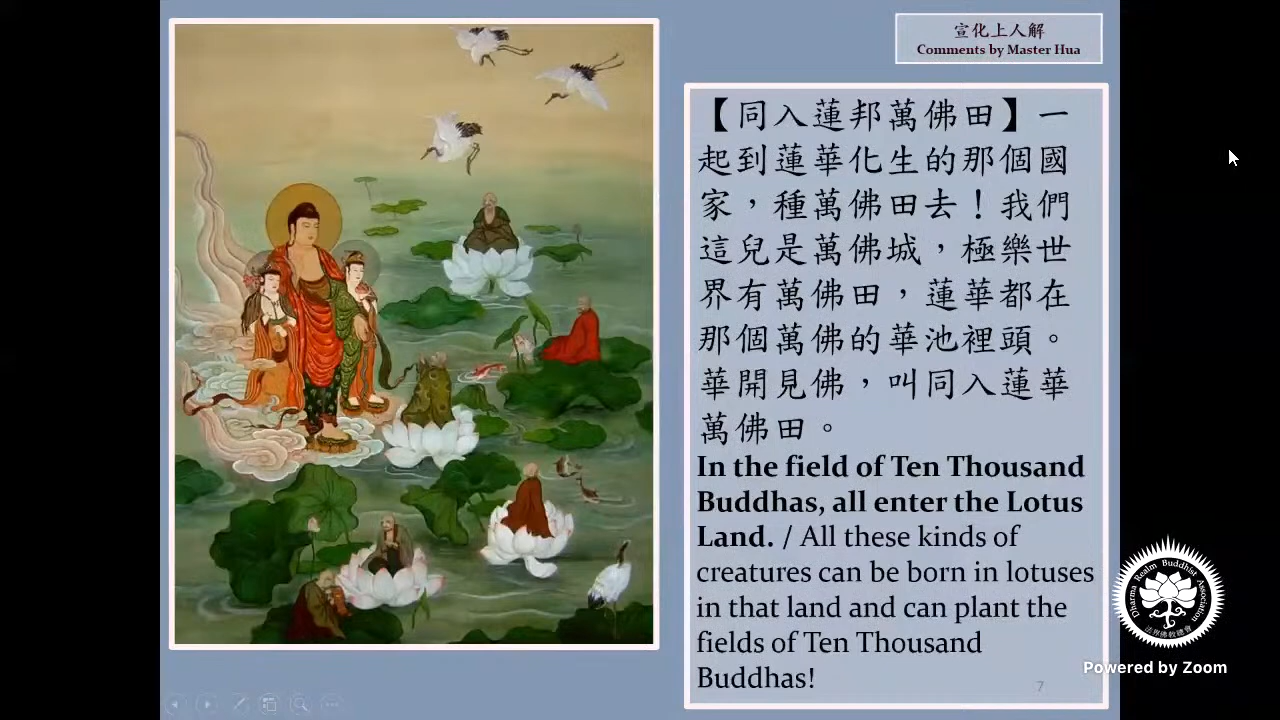 宣化上人解
Comments by Master Hua
【同入蓮邦萬佛田】一
起到蓮華化生的那個國
家，種萬佛田去！我們
這兒是萬佛城，極樂世
界有萬佛田，蓮華都在
那個萬佛的華池裡頭。
華開見佛，叫同入蓮華
萬佛田。
In the field of Ten Thousand
Buddhas, all enter the Lotus
Land. / All these kinds of
creatures can be born in lotuses
in that land and can plant the
fields of Ten Thousand
Buddhas!
7
Dharma Realm Buddhist Association
法界佛教總會
Powered by Zoom